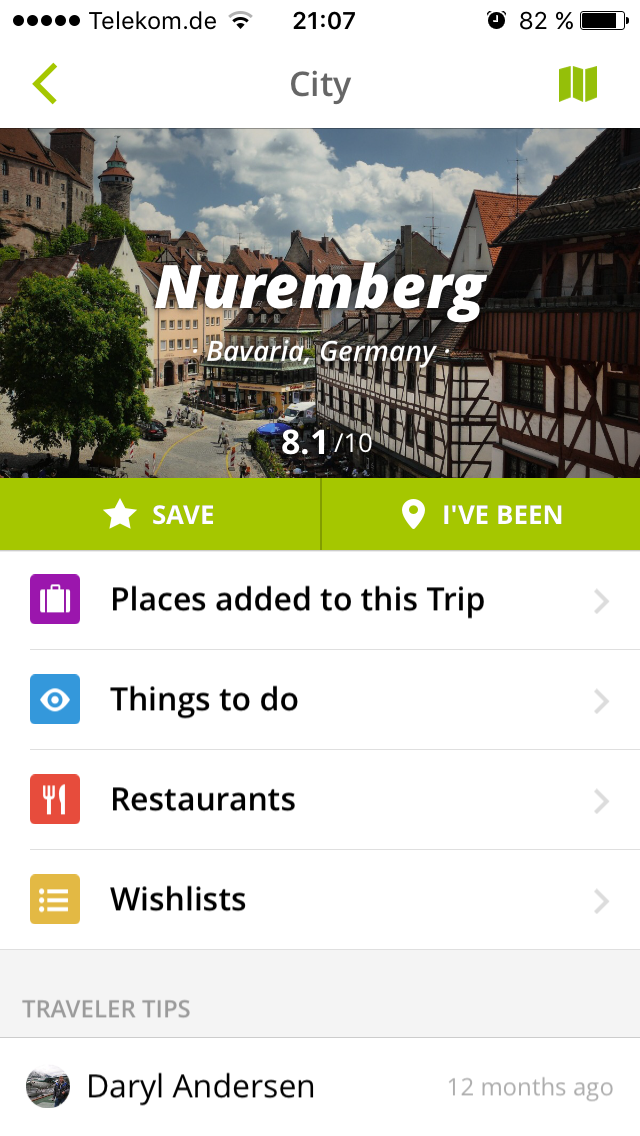 Telekom.de 21:07 82 %
City
Nuremberg
· Bavaria, Germany ·
8.1/10
SAVE I'VE BEEN
Places added to this Trip
Things to do
Restaurants
Wishlists
TRAVELER TIPS
Daryl Andersen 12 months ago